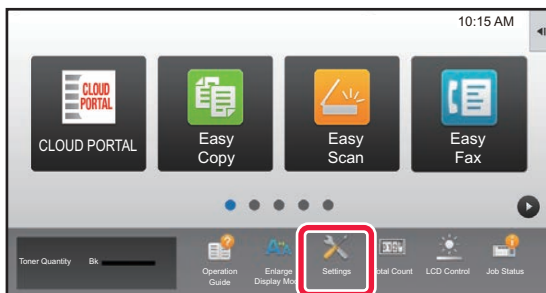 10:15 AM
CLOUD
PORTAL
CLOUD PORTAL
Easy
Copy
Easy
Scan
Easy
Fax
Toner Quantity Bk
Operation
Guide
Enlarge
Display Mo
Settings
otal Count
LCD Control
Job Status